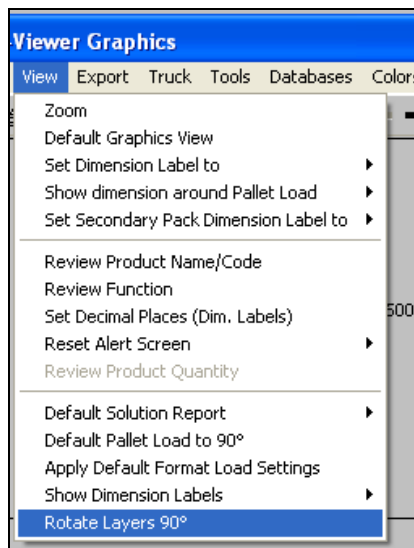 Viewer Graphics
View Export Truck Tools Databases Color
Zoom
Default Graphics View
Set Dimension Label to
Show dimension around Pallet Load
Set Secondary Pack Dimension Label to
Review Product Name/Code
Review Function
Set Decimal Places (Dim. Labels)
500
Reset Alert Screen
Review Product Quantity
Default Solution Report
Default Pallet Load to 90°
Apply Default Format Load Settings
Show Dimension Labels
Rotate Layers 90°